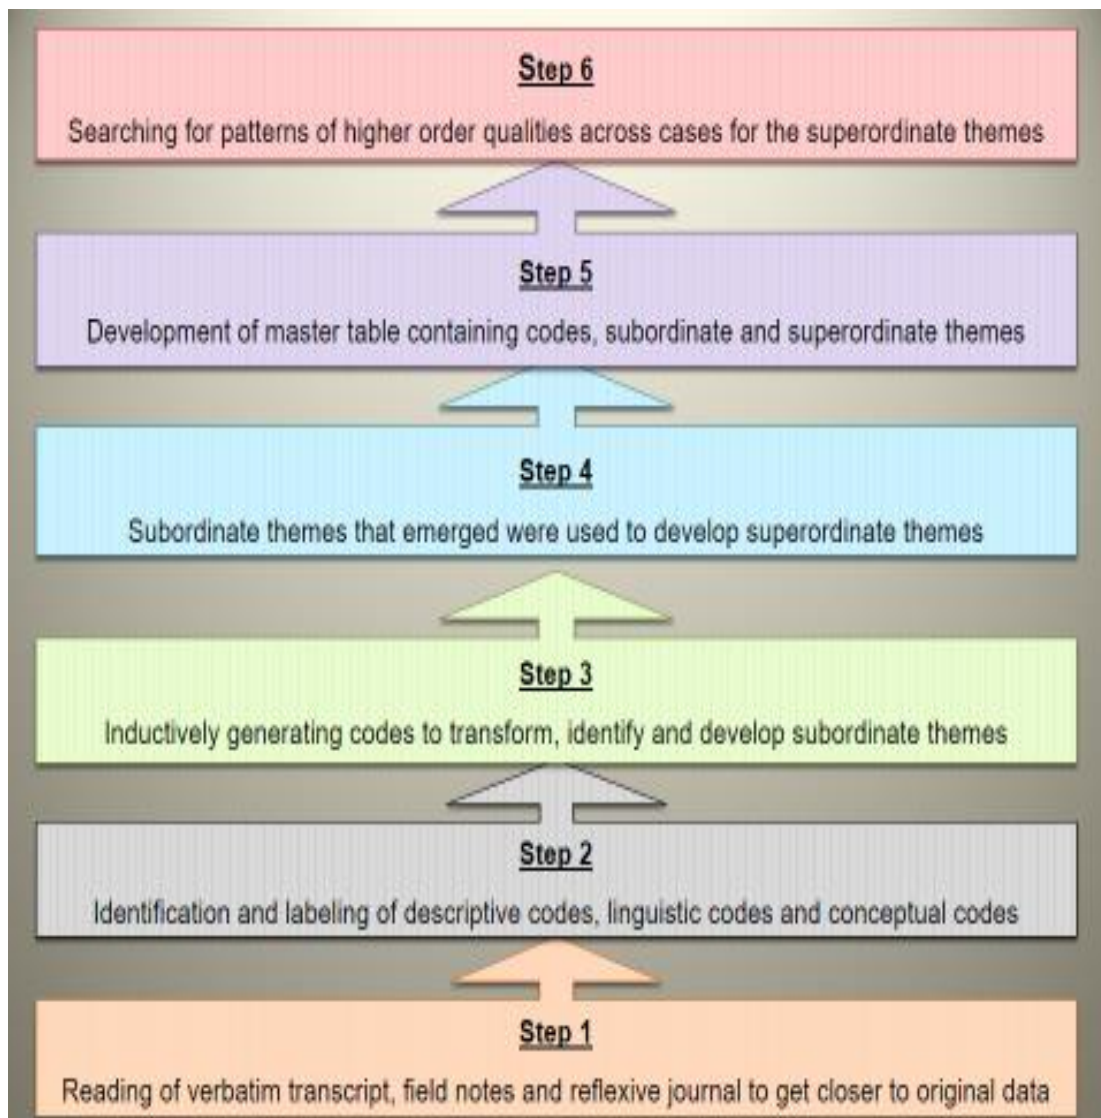 Step 6
Searching for patterns of higher order qualities across cases for the superordinate themes
Step 5
Development of master table containing codes, subordinate and superordinate themes
Step 4
Subordinate themes that emerged were used to develop superordinate themes
Step 3
Inductively generating codes to transform, identify and develop subordinate themes
Step 2
Identification and labeling of descriptive codes, linguistic codes and conceptual codes
Step 1
Reading of verbatim transcript, field notes and reflexive journal to get closer to original data